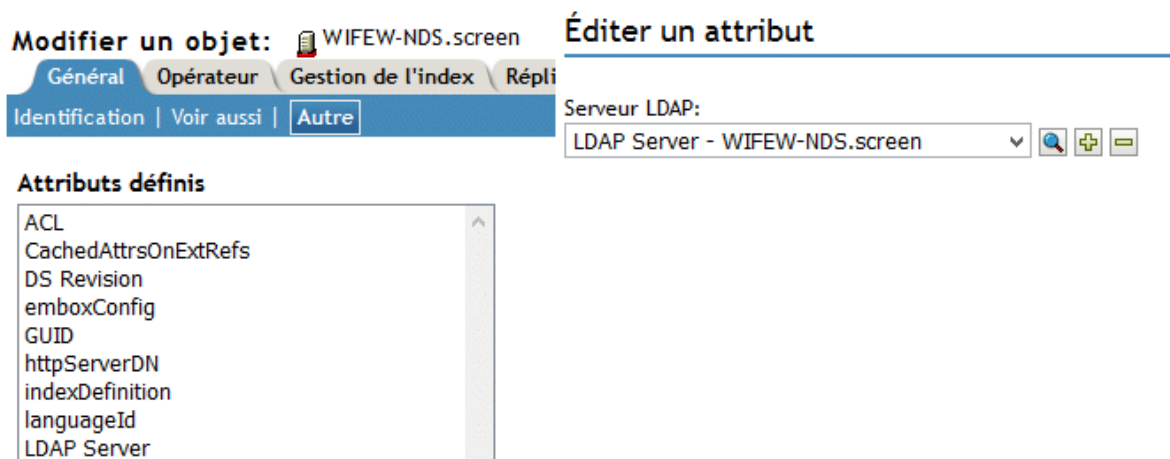 Modifier un objet: WIFEW-NDS.screen
Général Opérateur Gestion de l'index Répli
Identification | Voir aussi | Autre
Attributs définis
ACL
CachedAttrsOnExtRefs
DS Revision
emboxConfig
GUID
httpServerDN
indexDefinition
languageId
LDAP Server
Éditer un attribut
Serveur LDAP:
LDAP Server - WIFEW-NDS.screen